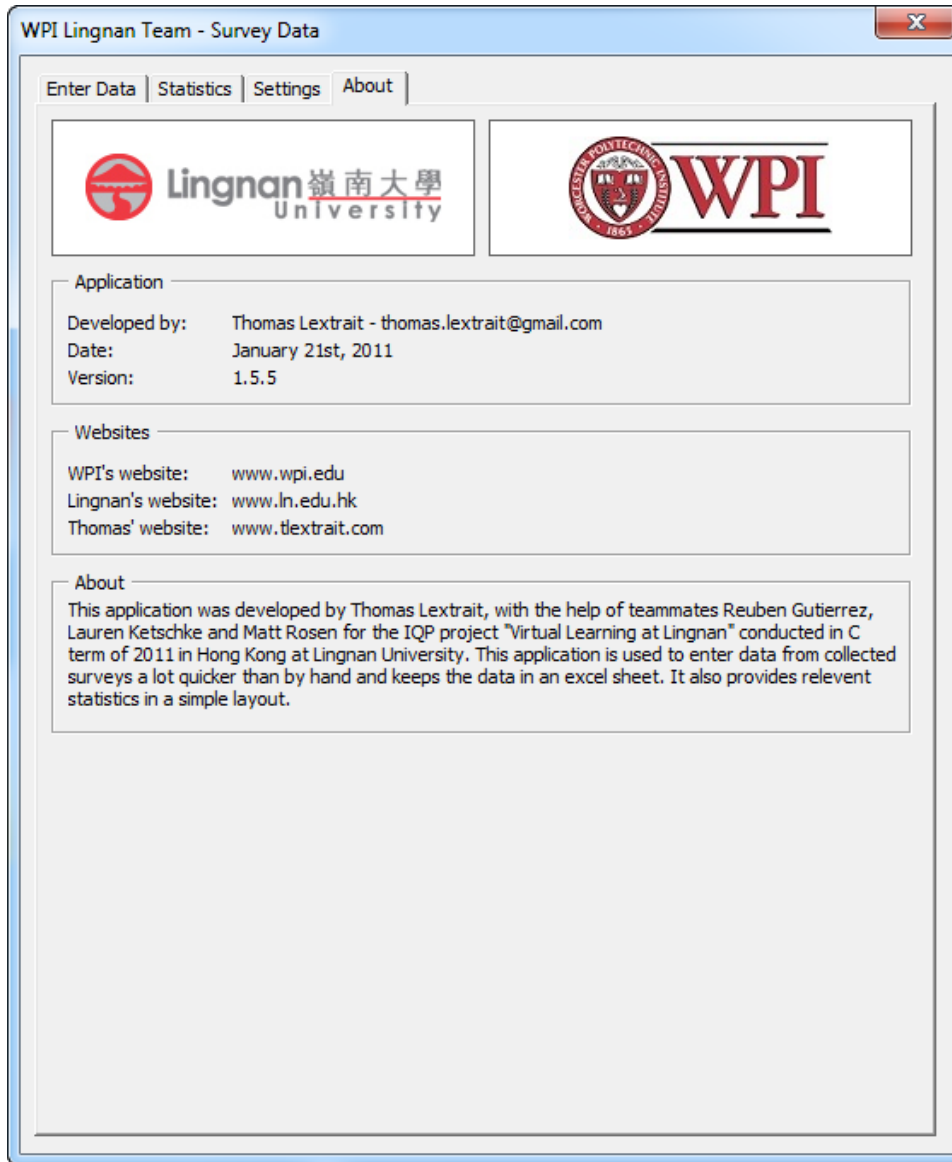 WPI Lingnan Team - Survey Data
Enter Data
Statistics
Settings
About
Lingnan 嶺南大學
University
WORCESTER POLYTECHNIC INSTITUTE
1865
WPI
Application
Developed by: Thomas Lextrait - thomas.lextrait@gmail.com
Date: January 21st, 2011
Version: 1.5.5
Websites
WPI's website: www.wpi.edu
Lingnan's website: www.ln.edu.hk
Thomas' website: www.tlextrait.com
About
This application was developed by Thomas Lextrait, with the help of teammates Reuben Gutierrez,
Lauren Ketschke and Matt Rosen for the IQP project "Virtual Learning at Lingnan" conducted in C
term of 2011 in Hong Kong at Lingnan University. This application is used to enter data from collected
surveys a lot quicker than by hand and keeps the data in an excel sheet. It also provides relevent
statistics in a simple layout.